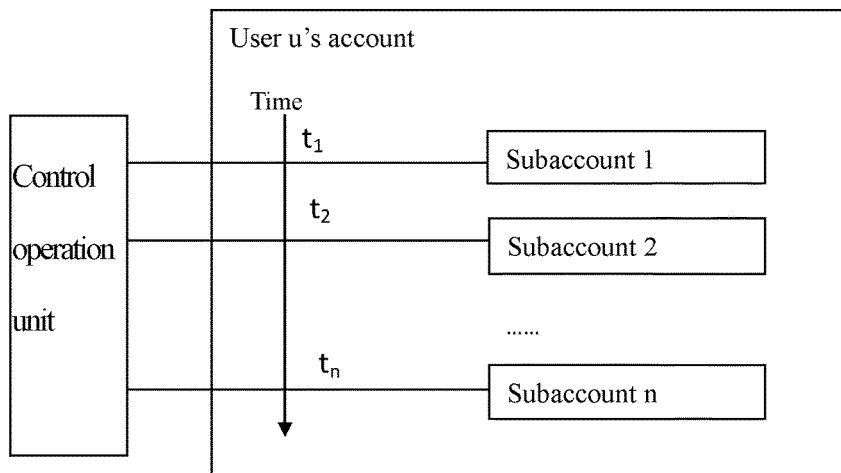 User u's account
Time
t₁
Subaccount 1
Control
operation
unit
t₂
Subaccount 2
......
tₙ
Subaccount n